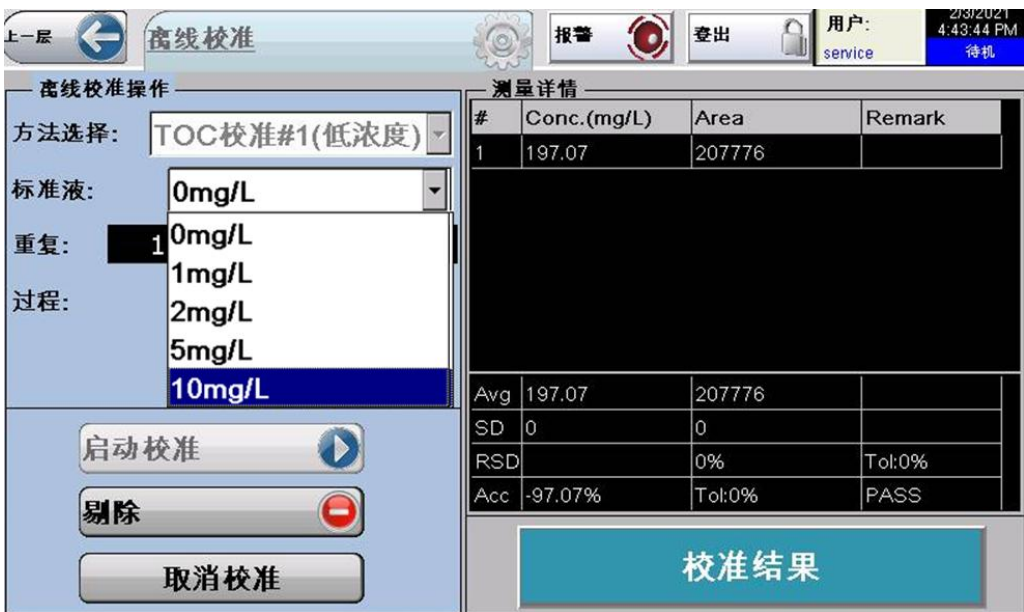 上一层
离线校准
报警
登出
用户:
service
2/3/2021
4:43:44 PM
待机
离线校准操作
方法选择: TOC校准#1(低浓度)
标准液: 0mg/L
重复: 1
0mg/L
1mg/L
2mg/L
5mg/L
10mg/L
过程:
启动校准
剔除
取消校准
测量详情
# Conc.(mg/L) Area Remark
1 197.07 207776
Avg 197.07 207776
SD 0 0
RSD 0% Tol:0%
Acc -97.07% Tol:0% PASS
校准结果